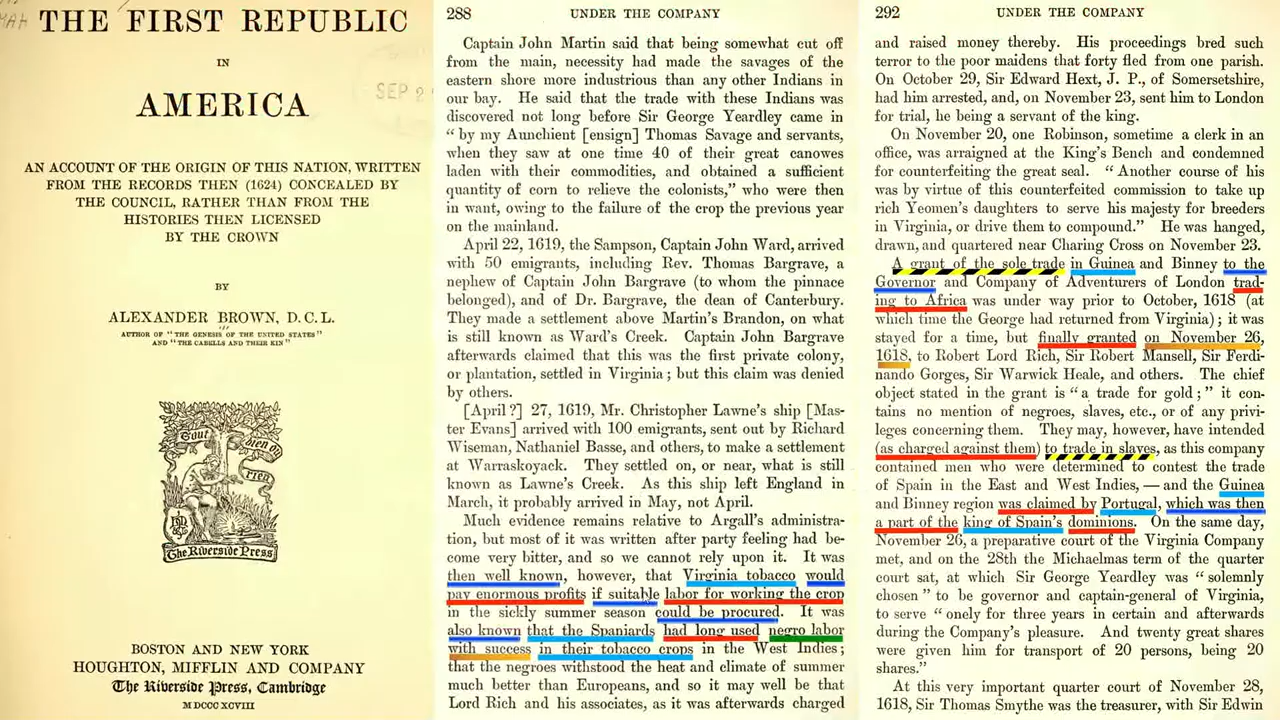 THE FIRST REPUBLIC
IN
AMERICA
SEP 2
AN ACCOUNT OF THE ORIGIN OF THIS NATION, WRITTEN
FROM THE RECORDS THEN (1624) CONCEALED BY
THE COUNCIL, RATHER THAN FROM THE
HISTORIES THEN LICENSED
BY THE CROWN
BY
ALEXANDER BROWN, D.C.L.
AUTHOR OF "THE GENESIS OF THE UNITED STATES"
AND "THE CABELLS AND THEIR KIN"
Tout bien ou
rien
The Riverside Press
BOSTON AND NEW YORK
HOUGHTON, MIFFLIN AND COMPANY
The Riverside Press, Cambridge
MDCCCXCVIII
288 UNDER THE COMPANY
Captain John Martin said that being somewhat cut off
from the main, necessity had made the savages of the
eastern shore more industrious than any other Indians in
our bay. He said that the trade with these Indians was
discovered not long before Sir George Yeardley came in
" by my Aunchient [ensign] Thomas Savage and servants,
when they saw at one time 40 of their great canowes
laden with their commodities, and obtained a sufficient
quantity of corn to relieve the colonists," who were then
in want, owing to the failure of the crop the previous year
on the mainland.
April 22, 1619, the Sampson, Captain John Ward, arrived
with 50 emigrants, including Rev. Thomas Bargrave, a
nephew of Captain John Bargrave (to whom the pinnace
belonged), and of Dr. Bargrave, the dean of Canterbury.
They made a settlement above Martin's Brandon, on what
is still known as Ward's Creek. Captain John Bargrave
afterwards claimed that this was the first private colony,
or plantation, settled in Virginia ; but this claim was denied
by others.
[April ?] 27, 1619, Mr. Christopher Lawne's ship [Mas-
ter Evans] arrived with 100 emigrants, sent out by Richard
Wiseman, Nathaniel Basse, and others, to make a settlement
at Warraskoyack. They settled on, or near, what is still
known as Lawne's Creek. As this ship left England in
March, it probably arrived in May, not April.
Much evidence remains relative to Argall's administra-
tion, but most of it was written after party feeling had be-
come very bitter, and so we cannot rely upon it. It was
then well known, however, that Virginia tobacco would
pay enormous profits if suitable labor for working the crop
in the sickly summer season could be procured. It was
also known that the Spaniards had long used negro labor
with success in their tobacco crops in the West Indies ;
that the negroes withstood the heat and climate of summer
much better than Europeans, and so it may well be that
Lord Rich and his associates, as it was afterwards charged
292 UNDER THE COMPANY
and raised money thereby. His proceedings bred such
terror to the poor maidens that forty fled from one parish.
On October 29, Sir Edward Hext, J. P., of Somersetshire,
had him arrested, and, on November 23, sent him to London
for trial, he being a servant of the king.
On November 20, one Robinson, sometime a clerk in an
office, was arraigned at the King's Bench and condemned
for counterfeiting the great seal. " Another course of his
was by virtue of this counterfeited commission to take up
rich Yeomen's daughters to serve his majesty for breeders
in Virginia, or drive them to compound." He was hanged,
drawn, and quartered near Charing Cross on November 23.
A grant of the sole trade in Guinea and Binney to the
Governor and Company of Adventurers of London trad-
ing to Africa was under way prior to October, 1618 (at
which time the George had returned from Virginia) ; it was
stayed for a time, but finally granted on November 26,
1618, to Robert Lord Rich, Sir Robert Mansell, Sir Ferdi-
nando Gorges, Sir Warwick Heale, and others. The chief
object stated in the grant is " a trade for gold ; " it con-
tains no mention of negroes, slaves, etc., or of any privi-
leges concerning them. They may, however, have intended
(as charged against them) to trade in slaves, as this company
contained men who were determined to contest the trade
of Spain in the East and West Indies, — and the Guinea
and Binney region was claimed by Portugal, which was then
a part of the king of Spain's dominions. On the same day,
November 26, a preparative court of the Virginia Company
met, and on the 28th the Michaelmas term of the quarter
court sat, at which Sir George Yeardley was " solemnly
chosen " to be governor and captain-general of Virginia,
to serve " onely for three years in certain and afterwards
during the Company's pleasure. And twenty great shares
were given him for transport of 20 persons, being 20
shares."
At this very important quarter court of November 28,
1618, Sir Thomas Smythe was the treasurer, with Sir Edwin